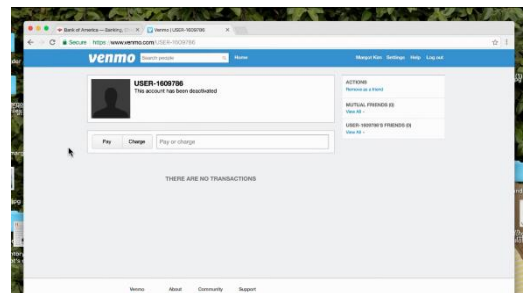 Bank of America — Banking,
Venmo | USER-1609786
Secure https://www.venmo.com/USER-1609786
venmo
Search people
Home
Margot Kim Settings Help Log out
USER-1609786
This account has been deactivated
ACTIONS
Remove as a friend
MUTUAL FRIENDS (0)
View All
USER-1609786'S FRIENDS (0)
View All
Pay Charge Pay or charge
THERE ARE NO TRANSACTIONS
Venmo About Community Support